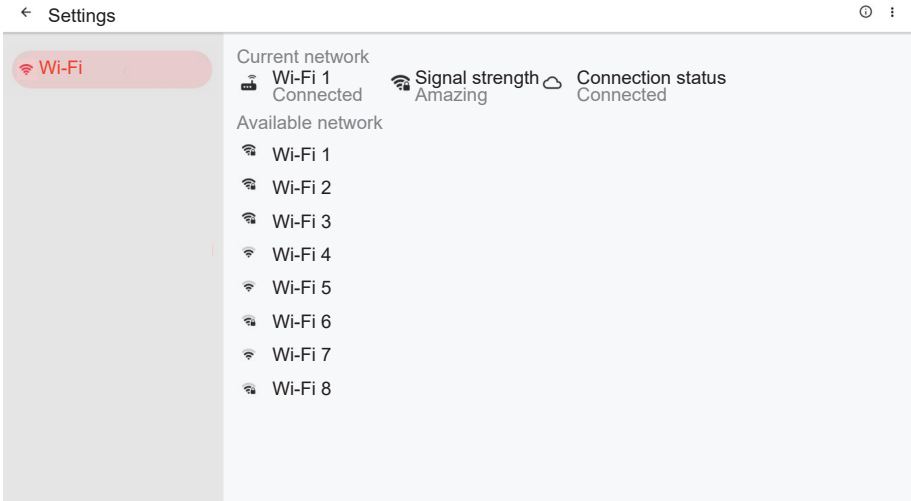 Settings
Wi-Fi
Current network
Wi-Fi 1 Signal strength Connection status
Connected Amazing Connected
Available network
Wi-Fi 1
Wi-Fi 2
Wi-Fi 3
Wi-Fi 4
Wi-Fi 5
Wi-Fi 6
Wi-Fi 7
Wi-Fi 8